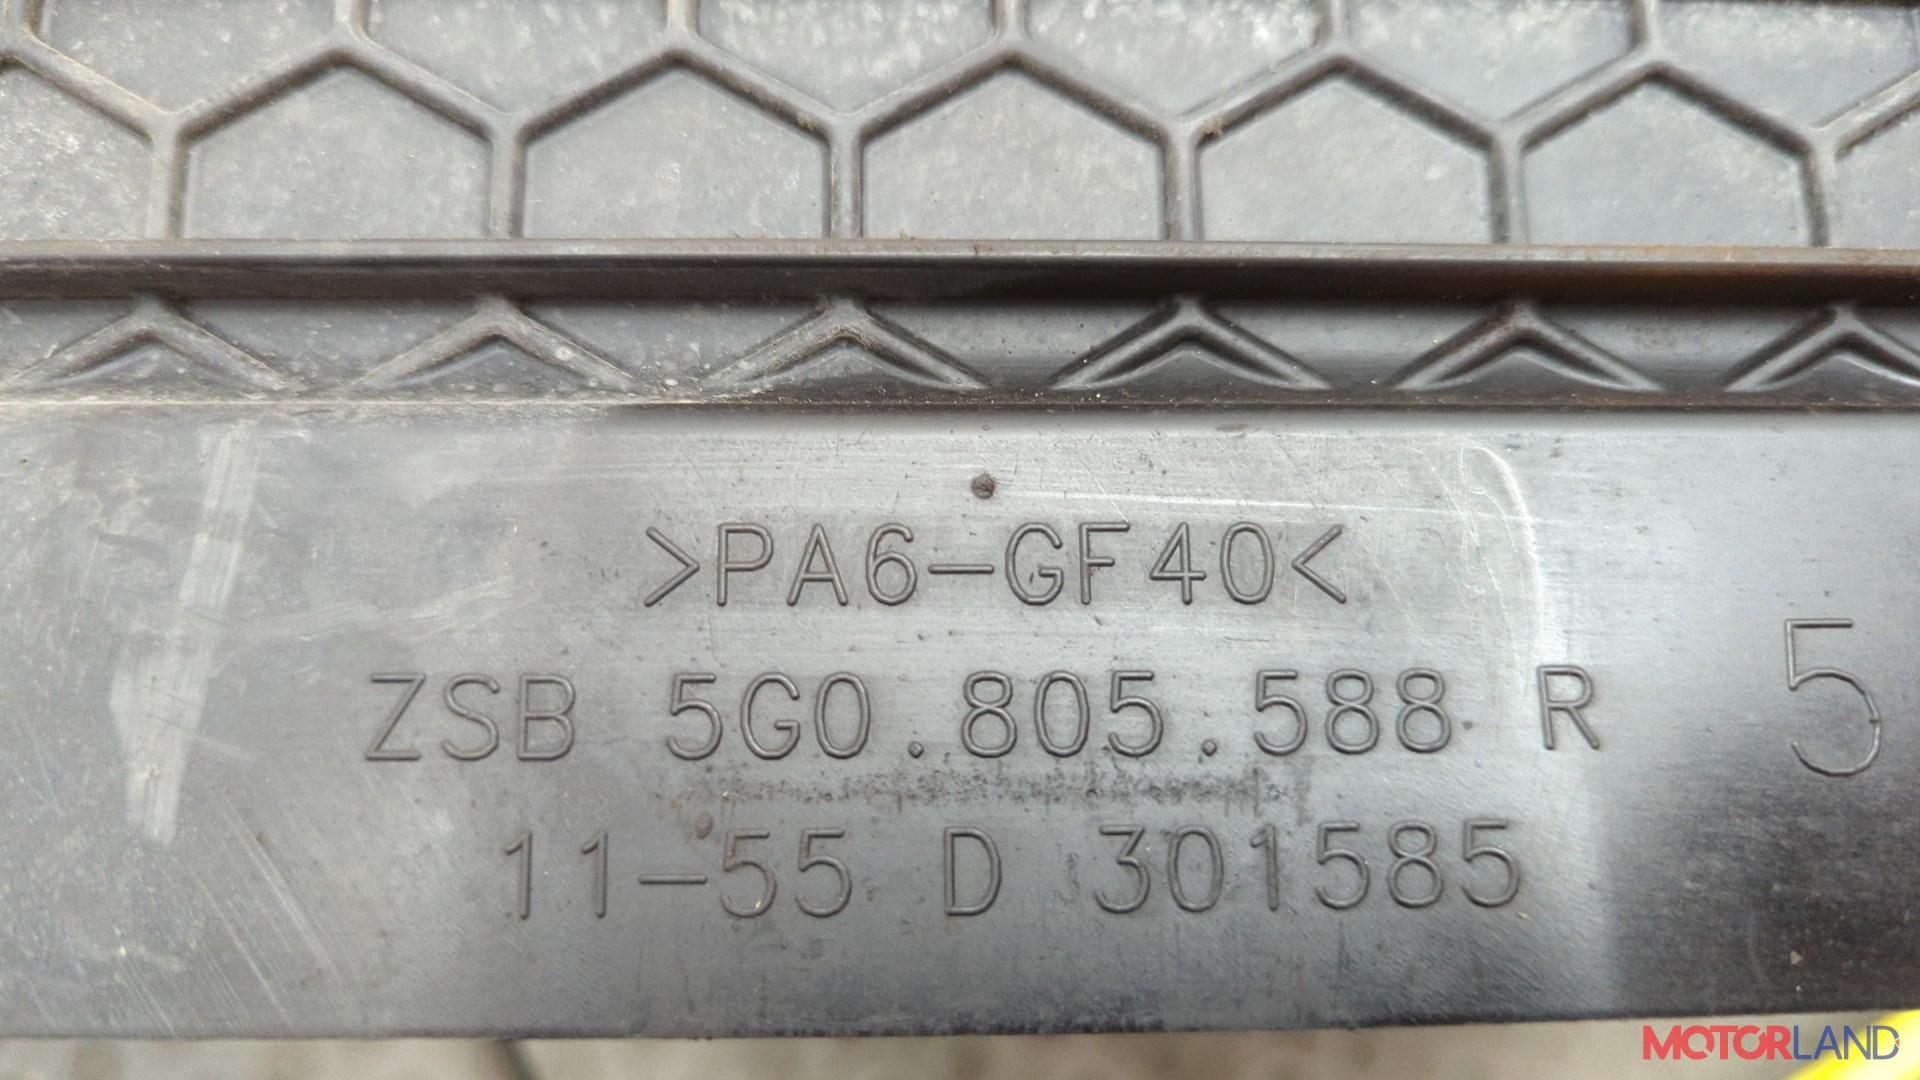 >PA6-GF40<
ZSB 5G0.805.588 R
5
11-55 D 301585
MOTORLAND